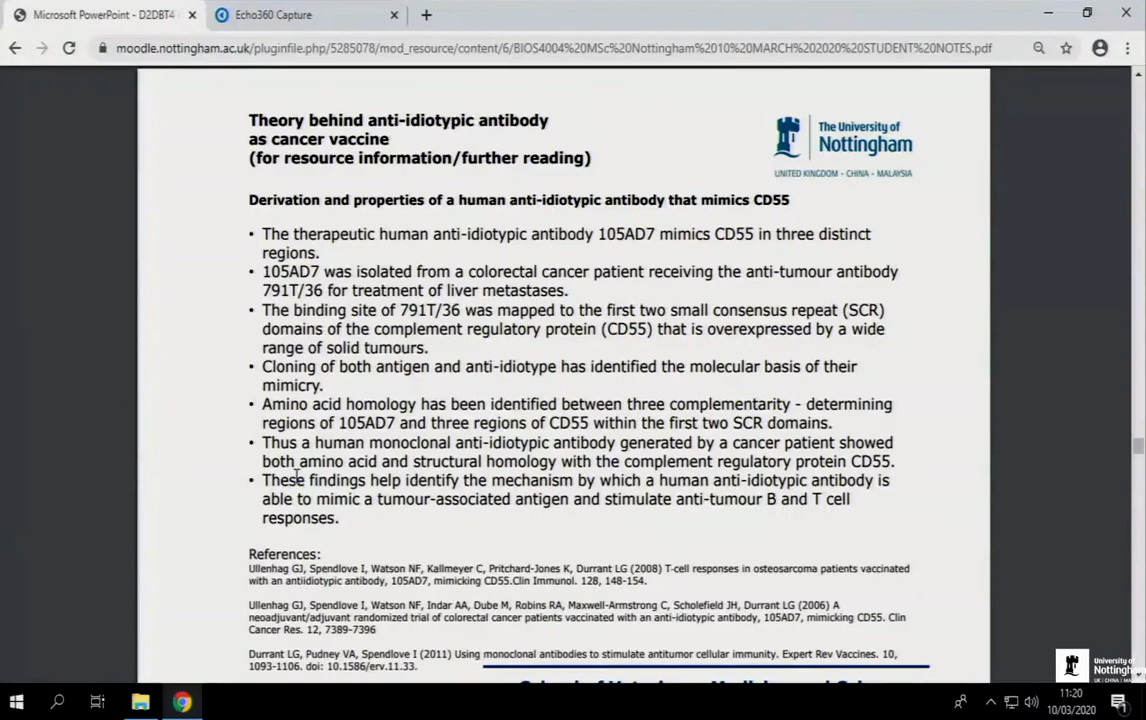 Microsoft PowerPoint - D2DBT4
Echo360 Capture
moodle.nottingham.ac.uk/pluginfile.php/5285078/mod_resource/content/6/BIOS4004%20MSc%20Nottingham%2010%20MARCH%202020%20STUDENT%20NOTES.pdf
Theory behind anti-idiotypic antibody
as cancer vaccine
(for resource information/further reading)
The University of
Nottingham
UNITED KINGDOM · CHINA · MALAYSIA
Derivation and properties of a human anti-idiotypic antibody that mimics CD55
• The therapeutic human anti-idiotypic antibody 105AD7 mimics CD55 in three distinct
regions.
• 105AD7 was isolated from a colorectal cancer patient receiving the anti-tumour antibody
791T/36 for treatment of liver metastases.
• The binding site of 791T/36 was mapped to the first two small consensus repeat (SCR)
domains of the complement regulatory protein (CD55) that is overexpressed by a wide
range of solid tumours.
• Cloning of both antigen and anti-idiotype has identified the molecular basis of their
mimicry.
• Amino acid homology has been identified between three complementarity - determining
regions of 105AD7 and three regions of CD55 within the first two SCR domains.
• Thus a human monoclonal anti-idiotypic antibody generated by a cancer patient showed
both amino acid and structural homology with the complement regulatory protein CD55.
• These findings help identify the mechanism by which a human anti-idiotypic antibody is
able to mimic a tumour-associated antigen and stimulate anti-tumour B and T cell
responses.
References:
Ullenhag GJ, Spendlove I, Watson NF, Kallmeyer C, Pritchard-Jones K, Durrant LG (2008) T-cell responses in osteosarcoma patients vaccinated
with an antiidiotypic antibody, 105AD7, mimicking CD55.Clin Immunol. 128, 148-154.
Ullenhag GJ, Spendlove I, Watson NF, Indar AA, Dube M, Robins RA, Maxwell-Armstrong C, Scholefield JH, Durrant LG (2006) A
neoadjuvant/adjuvant randomized trial of colorectal cancer patients vaccinated with an anti-idiotypic antibody, 105AD7, mimicking CD55. Clin
Cancer Res. 12, 7389-7396
Durrant LG, Pudney VA, Spendlove I (2011) Using monoclonal antibodies to stimulate antitumor cellular immunity. Expert Rev Vaccines. 10,
1093-1106. doi: 10.1586/erv.11.33.
University of
Nottingham
UK | CHINA | MALAYSIA
11:20
10/03/2020
1